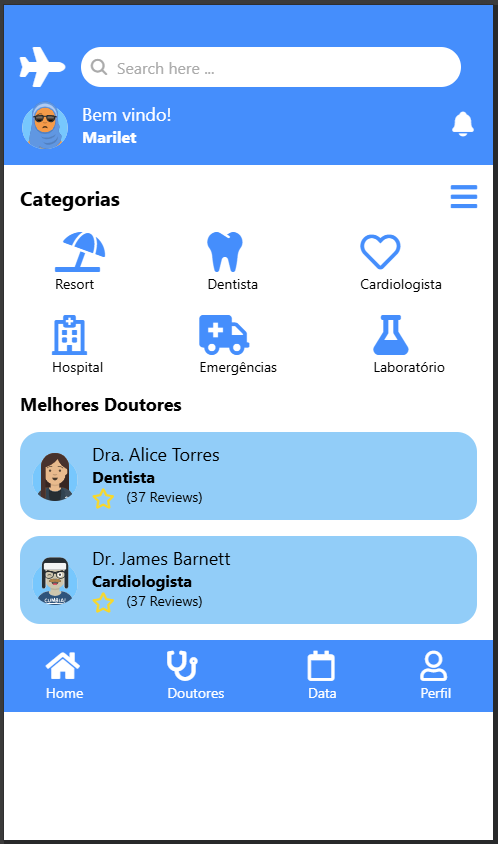 Search here ...
Bem vindo!
Marilet
Categorias
Resort
Dentista
Cardiologista
Hospital
Emergências
Laboratório
Melhores Doutores
Dra. Alice Torres
Dentista
(37 Reviews)
Dr. James Barnett
Cardiologista
(37 Reviews)
CUMBIA!
Home
Doutores
Data
Perfil